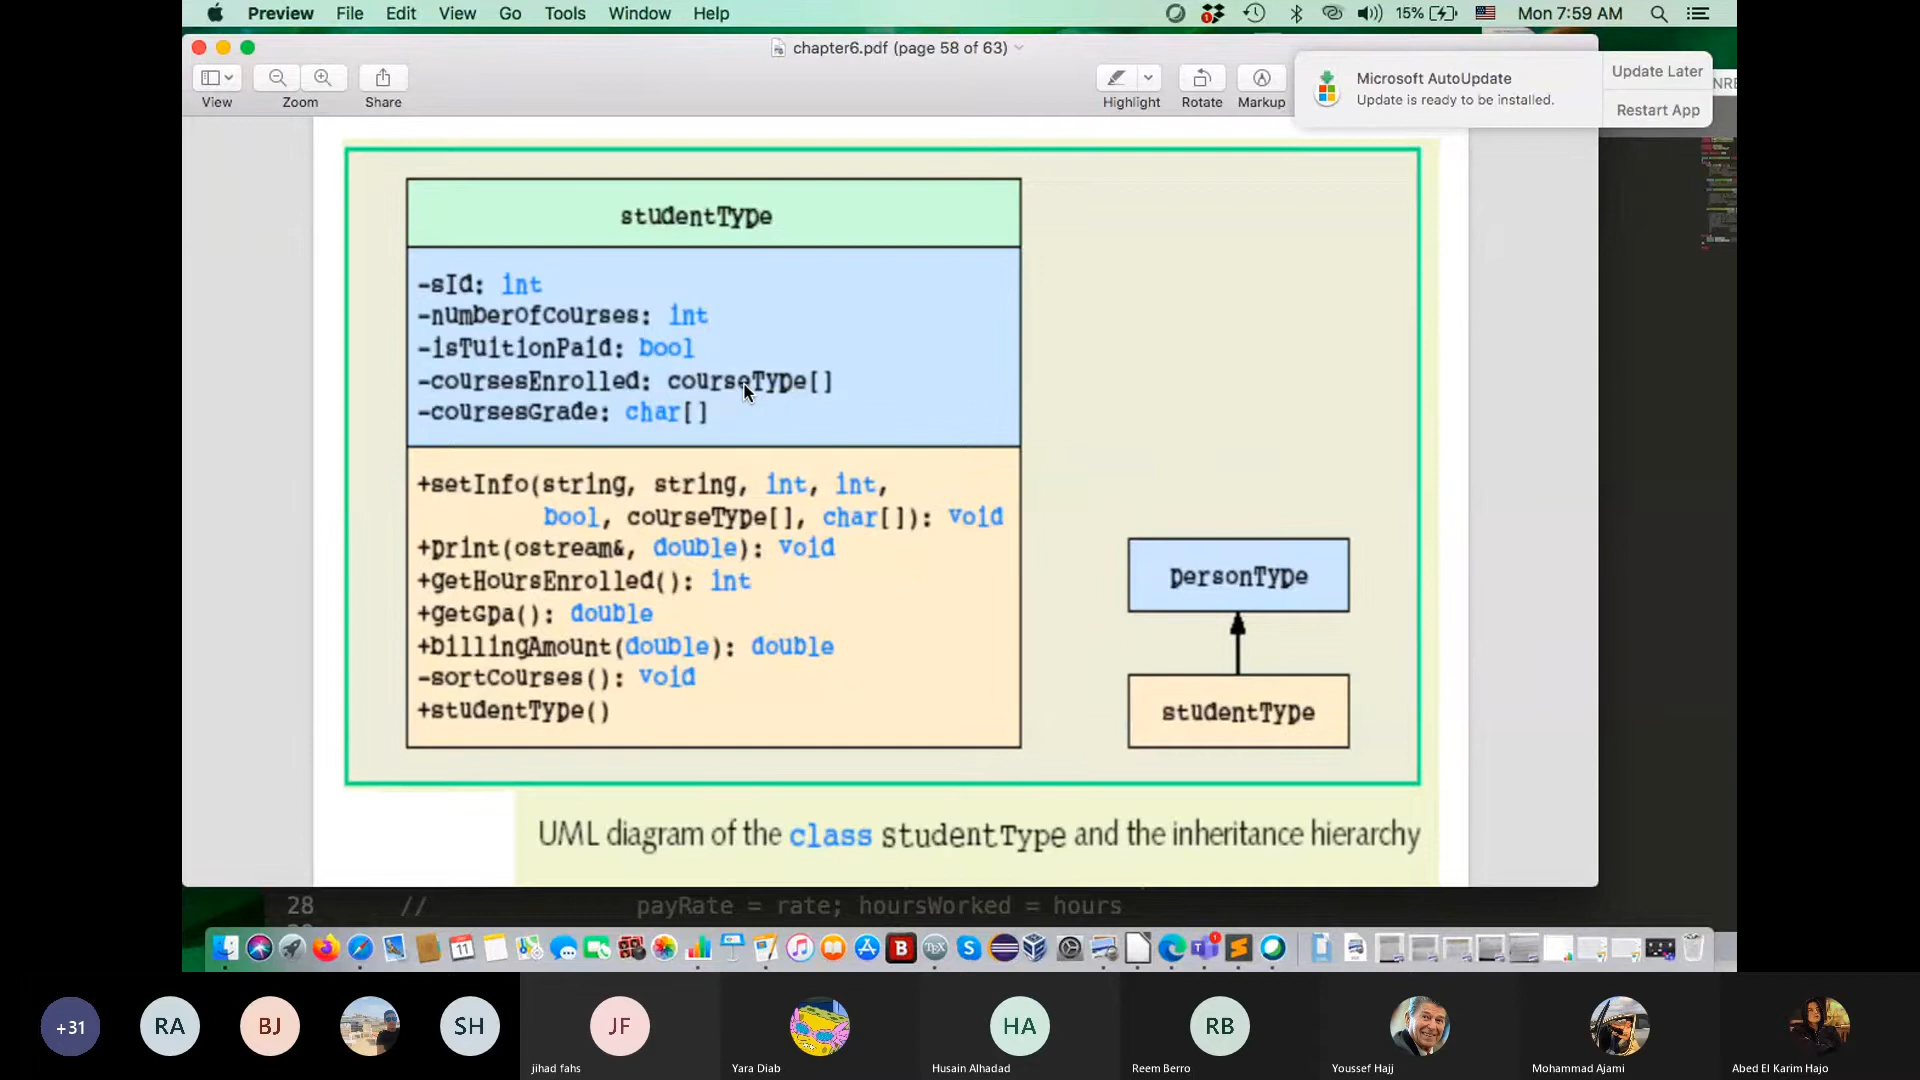 Preview File Edit View Go Tools Window Help
15% Mon 7:59 AM
chapter6.pdf (page 58 of 63)
View Zoom Share Highlight Rotate Markup
Microsoft AutoUpdate
Update is ready to be installed.
Update Later
Restart App
studentType
-sId: int
-numberOfCourses: int
-isTuitionPaid: bool
-coursesEnrolled: courseType[]
-coursesGrade: char[]
+setInfo(string, string, int, int,
bool, courseType[], char[]): void
+print(ostream&, double): void
+getHoursEnrolled(): int
+getGpa(): double
+billingAmount(double): double
-sortCourses(): void
+studentType()
personType
studentType
UML diagram of the class studentType and the inheritance hierarchy
28 // payRate = rate; hoursWorked = hours
+31
RA
BJ
SH
JF
HA
RB
jihad fahs
Yara Diab
Husain Alhadad
Reem Berro
Youssef Hajj
Mohammad Ajami
Abed El Karim Hajo